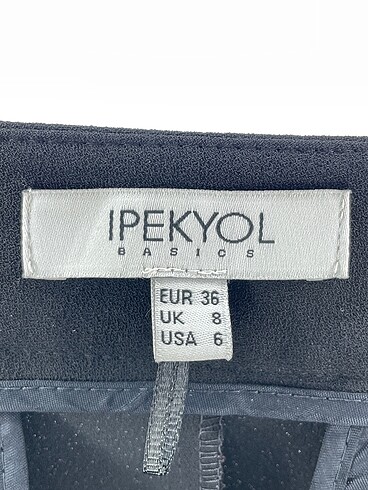 IPEKYOL
BASICS
EUR 36
UK 8
USA 6